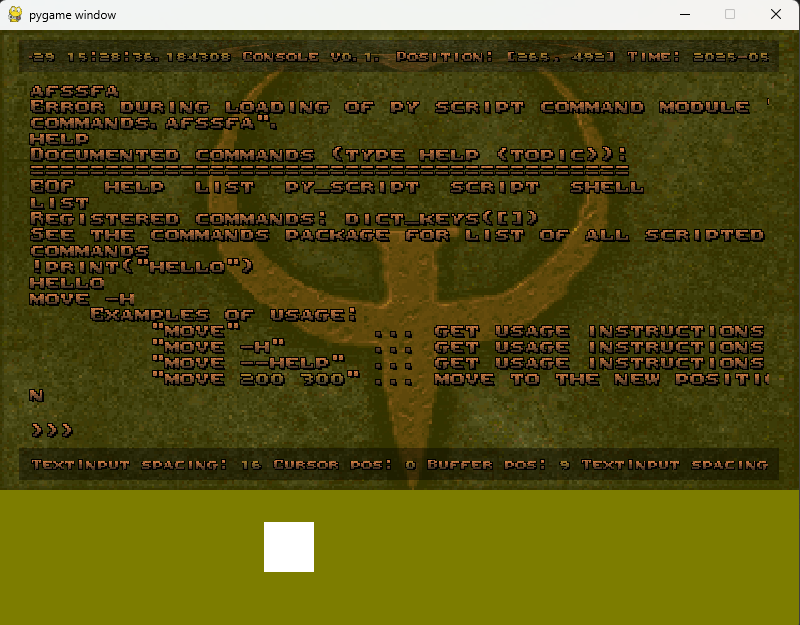 pygame window
-29 15:28:36.184308 Console v0.1. Position: [265, 492] Time: 2025-05
AFSSFA
Error during loading of py script command module '
commands.afssfa".
HELP
Documented commands (type help <topic>):
========================================
EOF  help  list  py_script  script  shell
LIST
Registered commands: dict_keys([])
See the commands package for list of all scripted
commands
!PRINT("HELLO")
HELLO
MOVE -H
Examples of usage:
"move" ... get usage instructions
"move -h" ... get usage instructions
"move --help" ... get usage instructions
"move 200 300" ... move to the new positio
n
>>>
TextInput spacing: 16 Cursor pos: 0 Buffer pos: 9 TextInput spacing